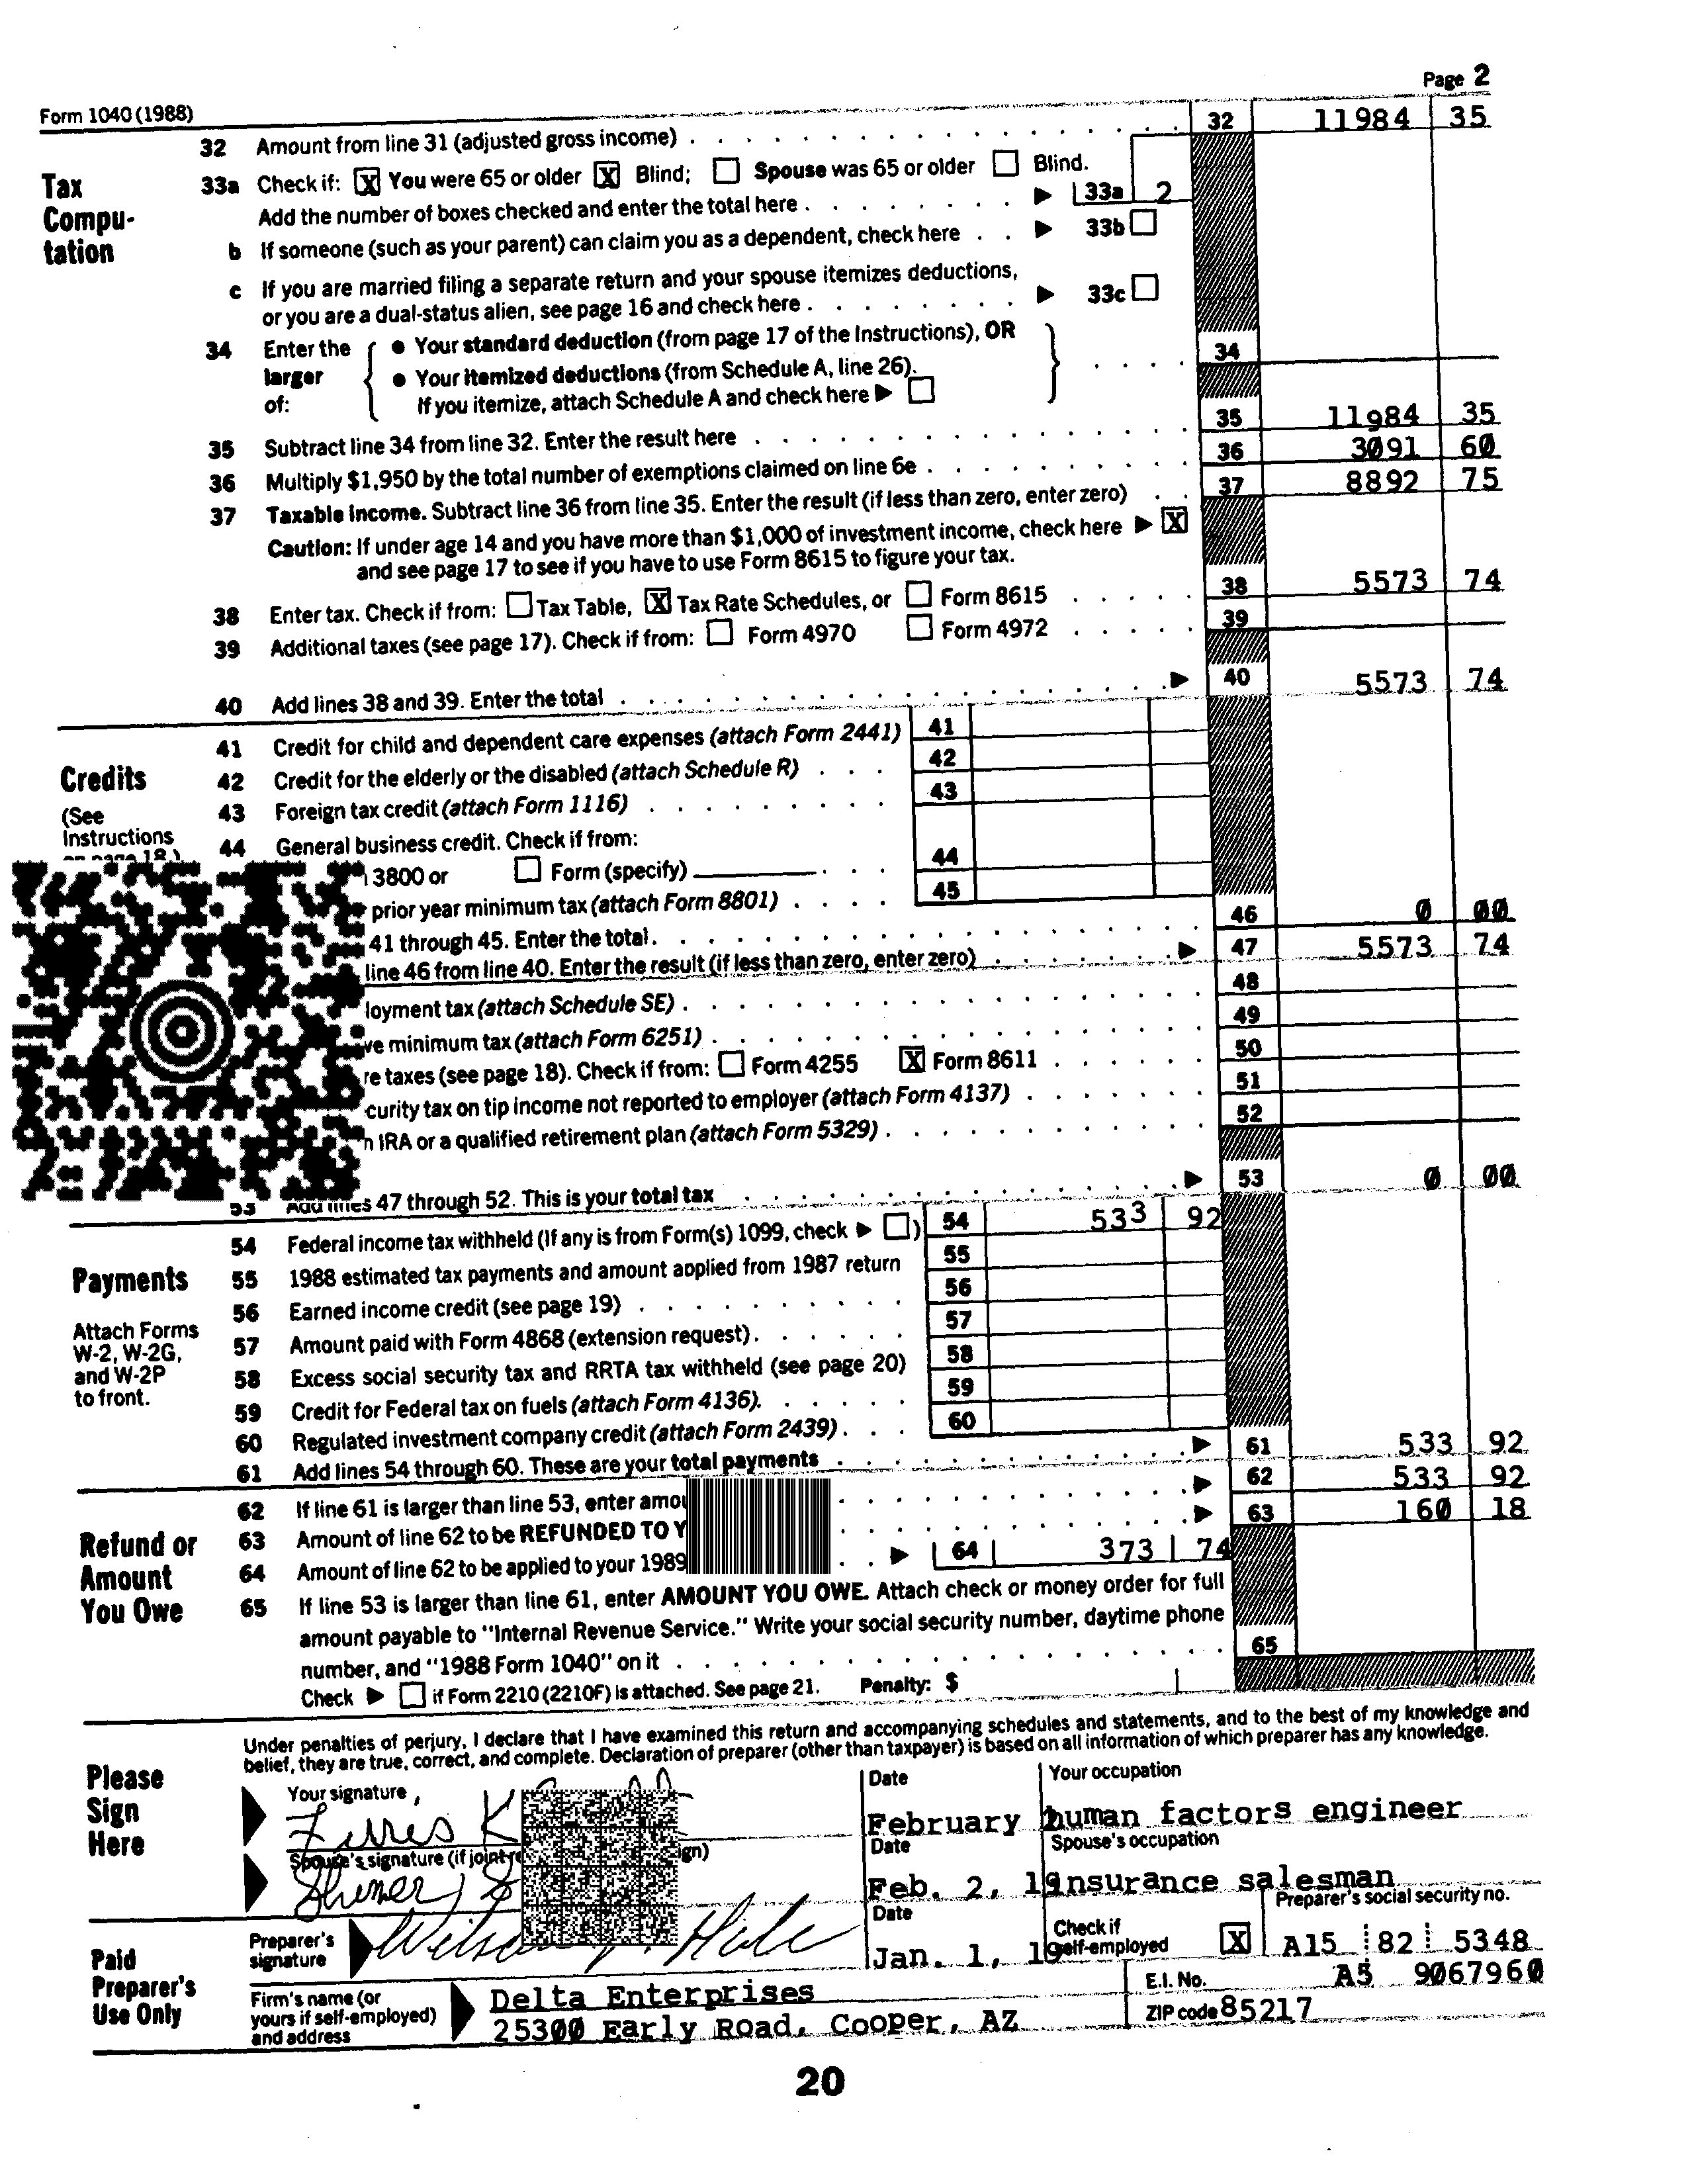 Page 2
Form 1040 (1988)
32 Amount from line 31 (adjusted gross income) 32 11984 35
Tax Compu- tation
33a Check if: X You were 65 or older X Blind; Spouse was 65 or older Blind.
Add the number of boxes checked and enter the total here 33a 2
b If someone (such as your parent) can claim you as a dependent, check here 33b
c If you are married filing a separate return and your spouse itemizes deductions,
or you are a dual-status alien, see page 16 and check here 33c
34 Enter the larger of:
• Your standard deduction (from page 17 of the Instructions), OR
• Your itemized deductions (from Schedule A, line 26).
If you itemize, attach Schedule A and check here
34
35 Subtract line 34 from line 32. Enter the result here 35 11984 35
36 Multiply $1,950 by the total number of exemptions claimed on line 6e 36 3091 60
37 Taxable income. Subtract line 36 from line 35. Enter the result (if less than zero, enter zero) 37 8892 75
Caution: If under age 14 and you have more than $1,000 of investment income, check here X
and see page 17 to see if you have to use Form 8615 to figure your tax.
38 Enter tax. Check if from: Tax Table, X Tax Rate Schedules, or Form 8615 38 5573 74
39 Additional taxes (see page 17). Check if from: Form 4970 Form 4972 39
40 Add lines 38 and 39. Enter the total 40 5573 74
Credits
(See Instructions
41 Credit for child and dependent care expenses (attach Form 2441) 41
42 Credit for the elderly or the disabled (attach Schedule R) 42
43 Foreign tax credit (attach Form 1116) 43
44 General business credit. Check if from:
3800 or Form (specify) 44
prior year minimum tax (attach Form 8801) 45
41 through 45. Enter the total. 46 0 00
line 46 from line 40. Enter the result (if less than zero, enter zero) 47 5573 74
loyment tax (attach Schedule SE) 48
ve minimum tax (attach Form 6251) 49
re taxes (see page 18). Check if from: Form 4255 X Form 8611 50
curity tax on tip income not reported to employer (attach Form 4137) 51
n IRA or a qualified retirement plan (attach Form 5329) 52
53 Add lines 47 through 52. This is your total tax 53 0 00
Payments
Attach Forms W-2, W-2G, and W-2P to front.
54 Federal income tax withheld (If any is from Form(s) 1099, check ) 54 533 92
55 1988 estimated tax payments and amount applied from 1987 return 55
56 Earned income credit (see page 19) 56
57 Amount paid with Form 4868 (extension request) 57
58 Excess social security tax and RRTA tax withheld (see page 20) 58
59 Credit for Federal tax on fuels (attach Form 4136) 59
60 Regulated investment company credit (attach Form 2439) 60
61 Add lines 54 through 60. These are your total payments 61 533 92
Refund or Amount You Owe
62 If line 61 is larger than line 53, enter amou 62 533 92
63 Amount of line 62 to be REFUNDED TO Y 63 160 18
64 Amount of line 62 to be applied to your 1989 64 373 74
65 If line 53 is larger than line 61, enter AMOUNT YOU OWE. Attach check or money order for full
amount payable to "Internal Revenue Service." Write your social security number, daytime phone
number, and "1988 Form 1040" on it 65
Check if Form 2210 (2210F) is attached. See page 21. Penalty: $
Under penalties of perjury, I declare that I have examined this return and accompanying schedules and statements, and to the best of my knowledge and
belief, they are true, correct, and complete. Declaration of preparer (other than taxpayer) is based on all information of which preparer has any knowledge.
Please Sign Here
Your signature Date Your occupation
Ferres K February human factors engineer
Spouse's signature (if joint re ign) Date Spouse's occupation
Feb. 2, 19 insurance salesman
Paid Preparer's Use Only
Preparer's signature Date Check if self-employed X Preparer's social security no.
Wilson Hale Jan. 1, 19 A15 82 5348
Firm's name (or yours if self-employed) and address
Delta Enterprises E.I. No. A5 9067960
25300 Early Road, Cooper, AZ ZIP code 85217
20